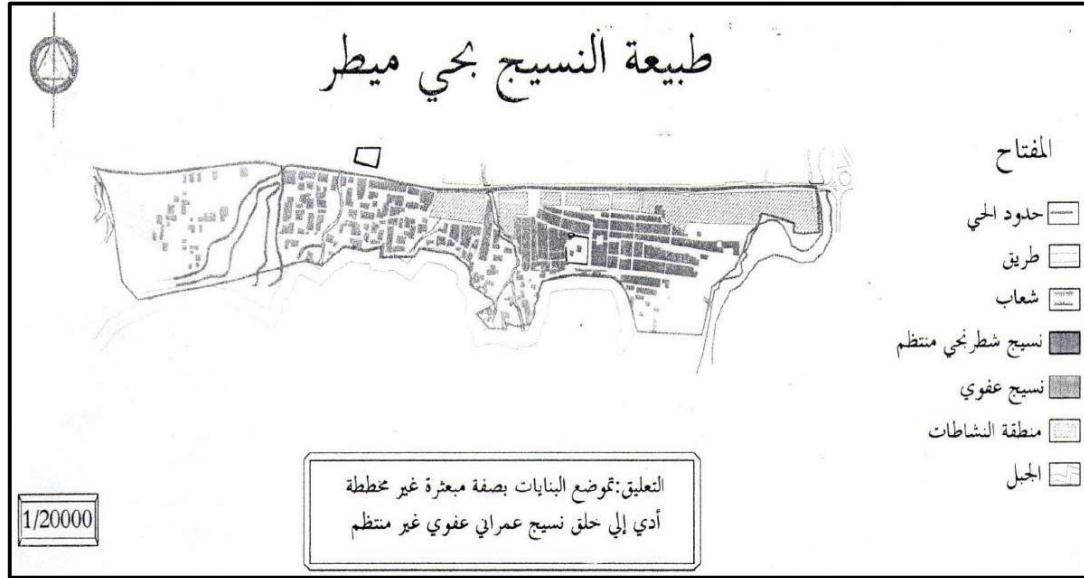 طبيعة النسيج بحي ميطر
المفتاح
حدود الحي
طريق
شعاب
نسيج شطرنجي منتظم
نسيج عفوي
منطقة النشاطات
الجبل
التعليق:تموضع البنايات بصفة مبعثرة غير مخططة
أدي إلي خلق نسيج عمراني عفوي غير منتظم
1/20000